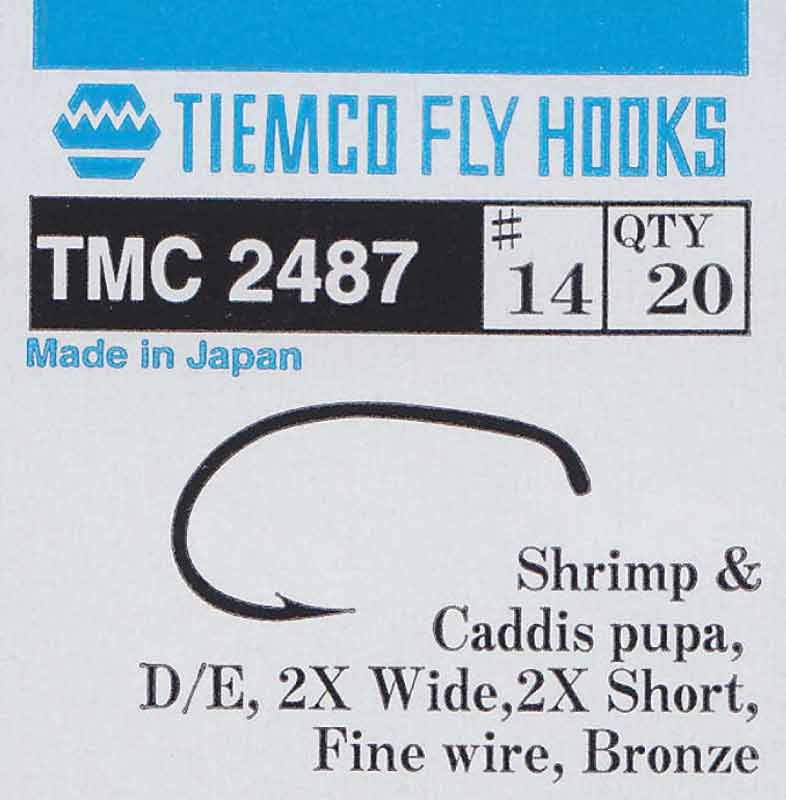 TIEMCO FLY HOOKS
TMC 2487 # 14 QTY 20
Made in Japan
Shrimp &
Caddis pupa,
D/E, 2X Wide,2X Short,
Fine wire, Bronze